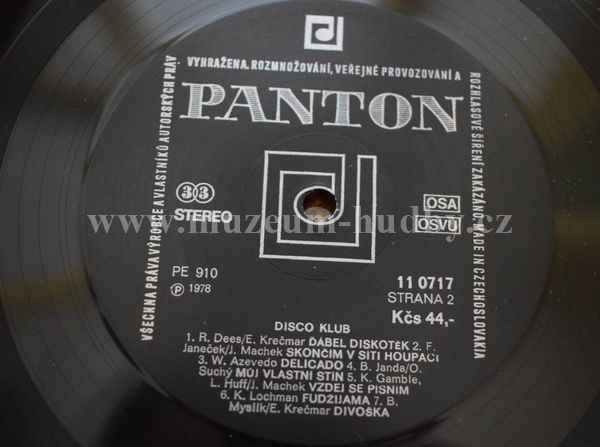 VŠECHNA PRÁVA VÝROBCE A VLASTNÍKŮ AUTORSKÝCH PRÁV
VYHRAŽENA. ROZMNOŽOVÁNÍ, VEŘEJNÉ PROVOZOVÁNÍ A
ROZHLASOVÉ ŠÍŘENÍ ZAKÁZÁNO. MADE IN CZECHOSLOVAKIA
PANTON
33
STEREO
OSA
OSVU
www.muzeum-hudby.cz
PE 910
Ⓟ 1978
11 0717
STRANA 2
Kčs 44,-
DISCO KLUB
1. R. Dees/E. Krečmar ĎÁBEL DISKOTÉK 2. F.
Janeček/J. Machek SKONČÍM V SÍTI HOUPACÍ
3. W. Azevedo DELICADO 4. B. Janda/O.
Suchý MŮJ VLASTNÍ STÍN 5. K. Gamble,
L. Huff/J. Machek VZDEJ SE PÍSNÍM
6. K. Lochman FUDŽIJAMA 7. B.
Myslík/E. Krečmar DIVOŠKA